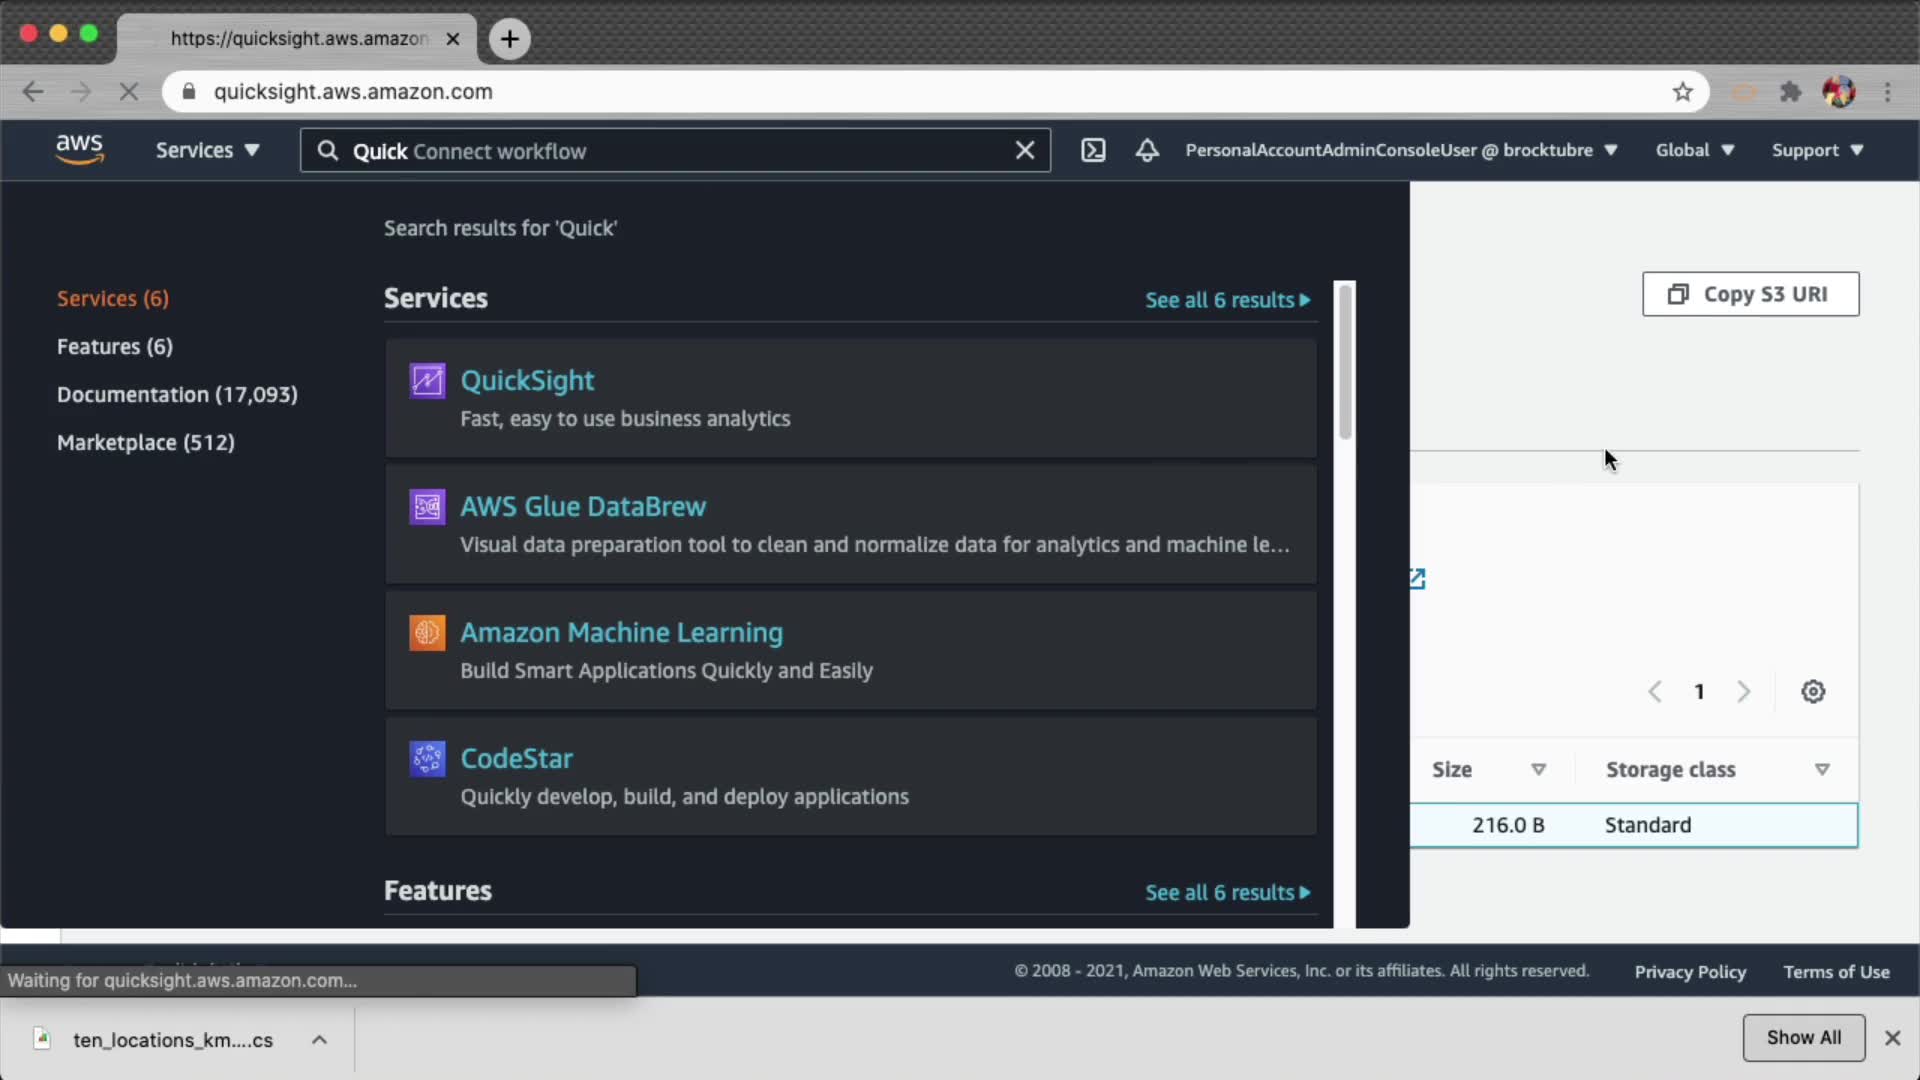 https://quicksight.aws.amazon
quicksight.aws.amazon.com
aws
Services
Quick Connect workflow
PersonalAccountAdminConsoleUser @ brocktubre
Global
Support
Search results for 'Quick'
Services (6)
Features (6)
Documentation (17,093)
Marketplace (512)
Services
See all 6 results
QuickSight
Fast, easy to use business analytics
AWS Glue DataBrew
Visual data preparation tool to clean and normalize data for analytics and machine le...
Amazon Machine Learning
Build Smart Applications Quickly and Easily
CodeStar
Quickly develop, build, and deploy applications
Features
See all 6 results
Copy S3 URI
1
Size
Storage class
216.0 B
Standard
© 2008 - 2021, Amazon Web Services, Inc. or its affiliates. All rights reserved.
Privacy Policy
Terms of Use
Waiting for quicksight.aws.amazon.com...
ten_locations_km....cs
Show All